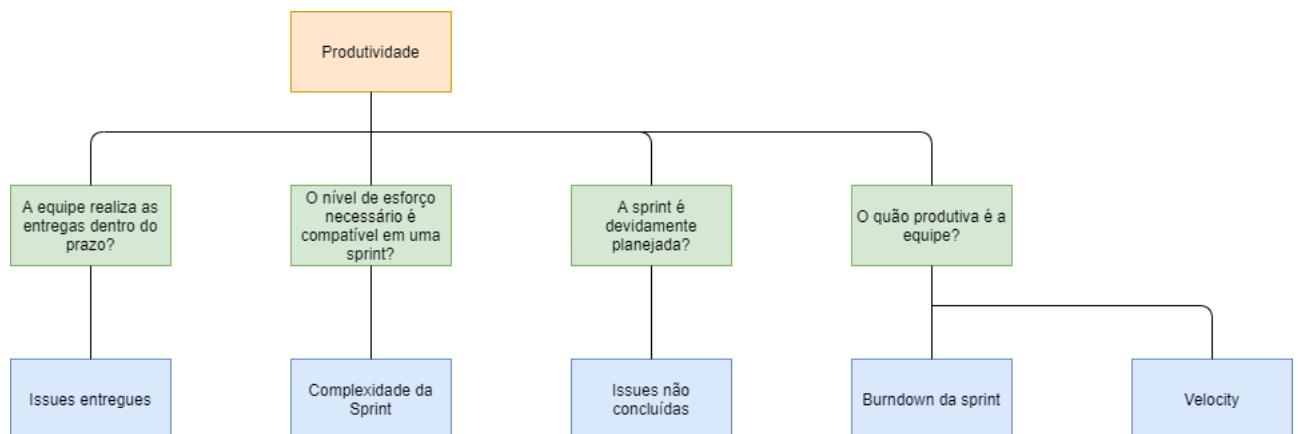 Produtividade
A equipe realiza as
entregas dentro do
prazo?
O nível de esforço
necessário é
compatível em uma
sprint?
A sprint é
devidamente
planejada?
O quão produtiva é a
equipe?
Issues entregues
Complexidade da
Sprint
Issues não
concluídas
Burndown da sprint
Velocity